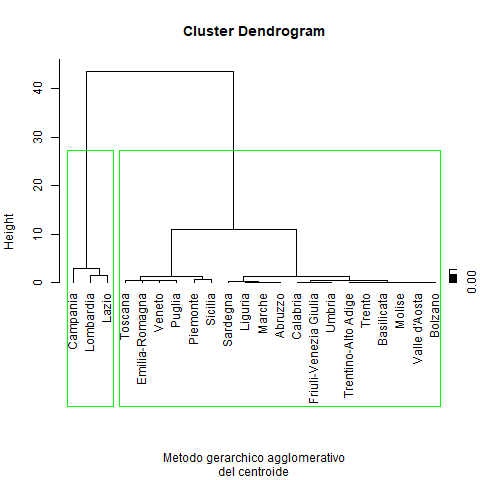 Cluster Dendrogram
Height
40
30
20
10
0
Campania
Lombardia
Lazio
Toscana
Emilia-Romagna
Veneto
Puglia
Piemonte
Sicilia
Sardegna
Liguria
Marche
Abruzzo
Calabria
Friuli-Venezia Giulia
Umbria
Trentino-Alto Adige
Trento
Basilicata
Molise
Valle d'Aosta
Bolzano
0.00
Metodo gerarchico agglomerativo
del centroide